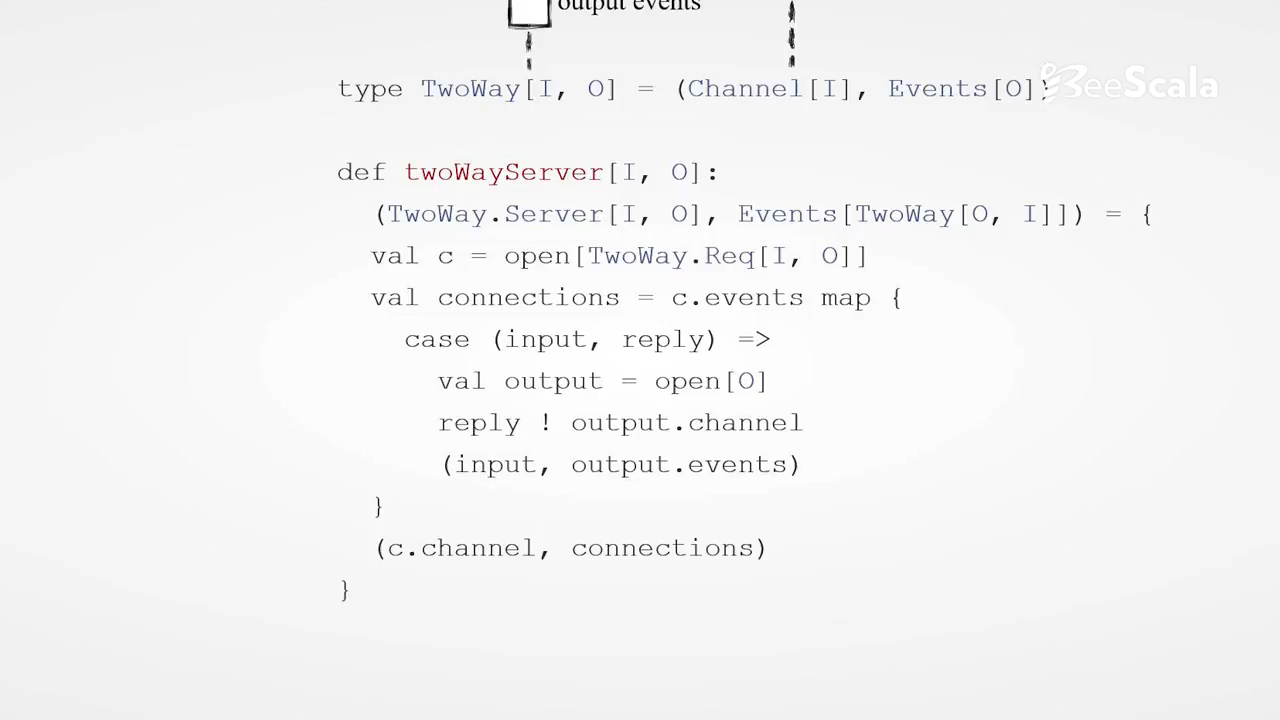 output events
type TwoWay[I, O] = (Channel[I], Events[O])
BeeScala
def twoWayServer[I, O]:
(TwoWay.Server[I, O], Events[TwoWay[O, I]]) = {
val c = open[TwoWay.Req[I, O]]
val connections = c.events map {
case (input, reply) =>
val output = open[O]
reply ! output.channel
(input, output.events)
}
(c.channel, connections)
}